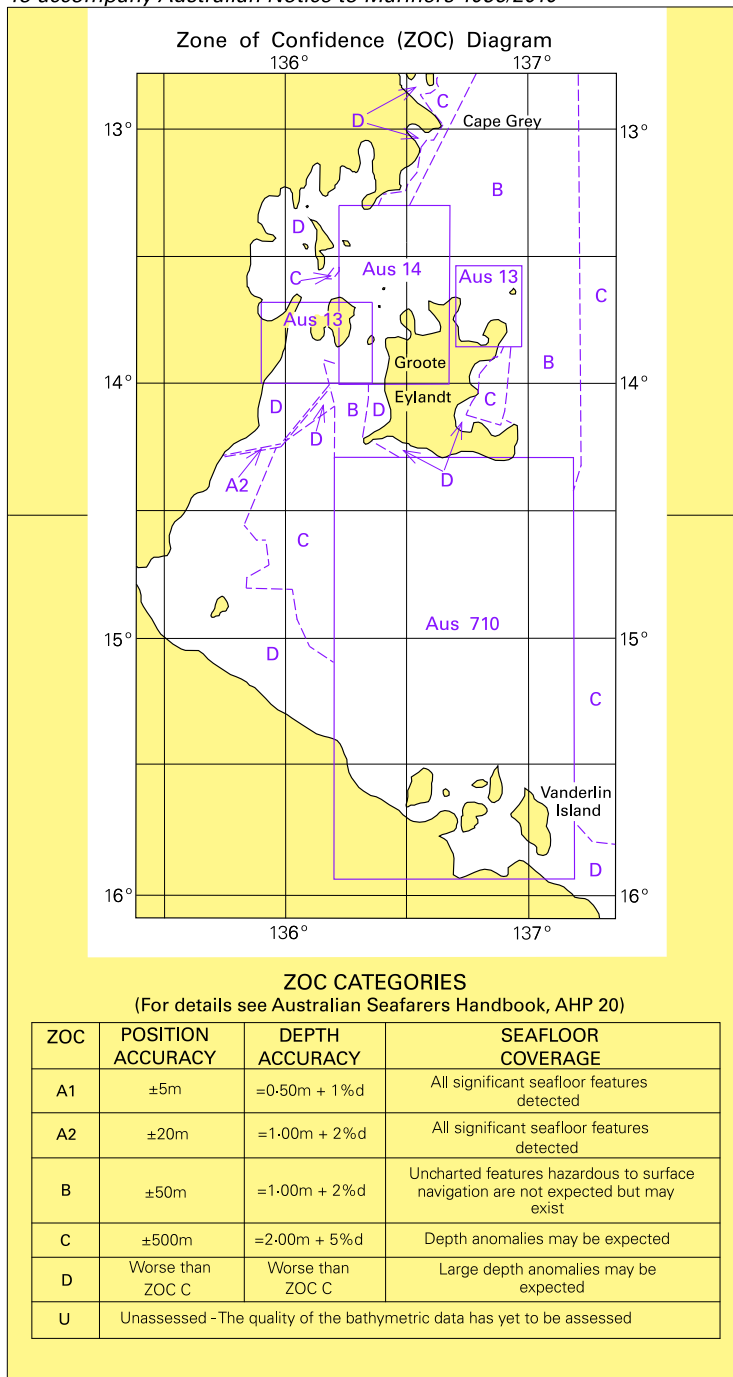 Zone of Confidence (ZOC) Diagram
136° 137°
C
D
Cape Grey
13° 13°
B
D
Aus 14
C
Aus 13
C
Aus 13
B
Groote
C
14° 14°
Eylandt
D B D
D
A2
D
C
Aus 710
15° 15°
D
C
Vanderlin
Island
D
16° 16°
136° 137°
ZOC CATEGORIES
(For details see Australian Seafarers Handbook, AHP 20)
ZOC POSITION ACCURACY DEPTH ACCURACY SEAFLOOR COVERAGE
A1 ±5m =0·50m + 1%d All significant seafloor features
detected
A2 ±20m =1·00m + 2%d All significant seafloor features
detected
B ±50m =1·00m + 2%d Uncharted features hazardous to surface
navigation are not expected but may
exist
C ±500m =2·00m + 5%d Depth anomalies may be expected
D Worse than ZOC C Worse than ZOC C Large depth anomalies may be
expected
U Unassessed - The quality of the bathymetric data has yet to be assessed